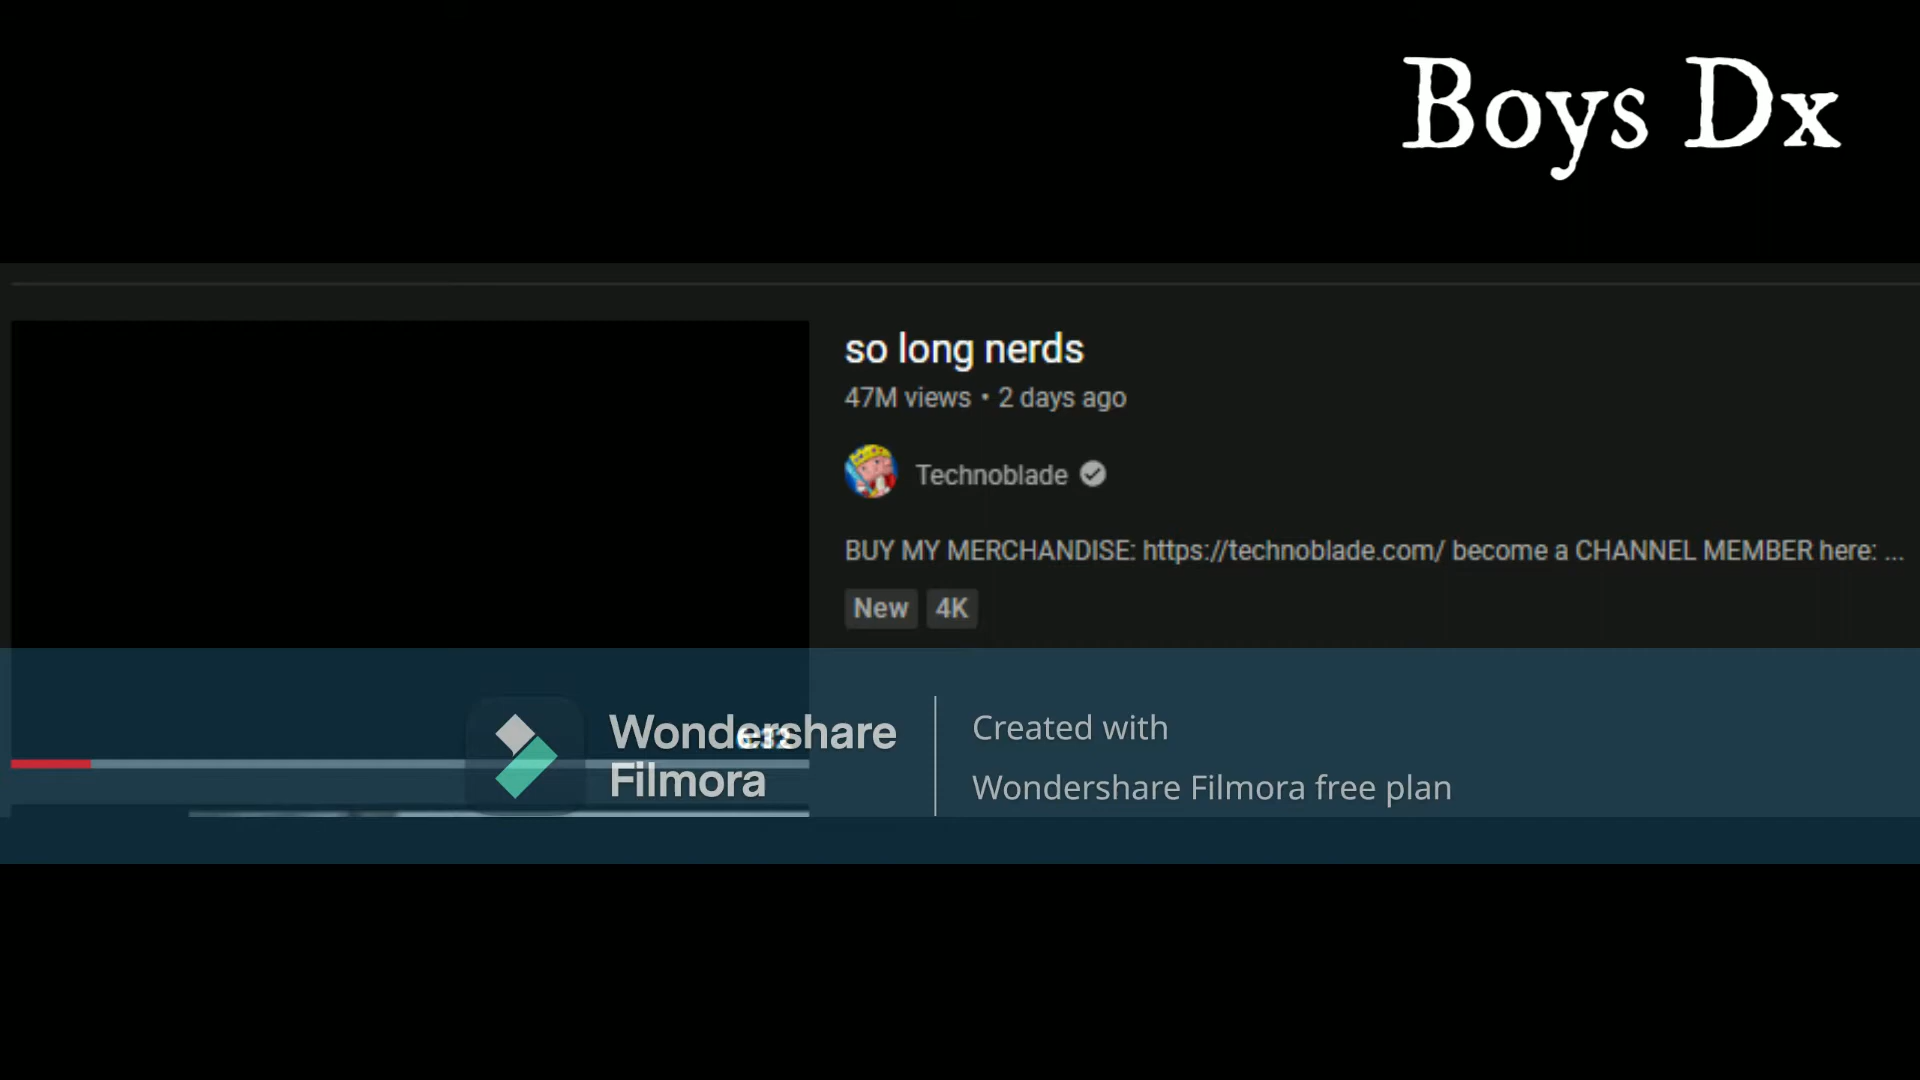 Boys Dx
so long nerds
47M views • 2 days ago
Technoblade
BUY MY MERCHANDISE: https://technoblade.com/ become a CHANNEL MEMBER here: ...
New 4K
Wondershare
Filmora
Created with
Wondershare Filmora free plan